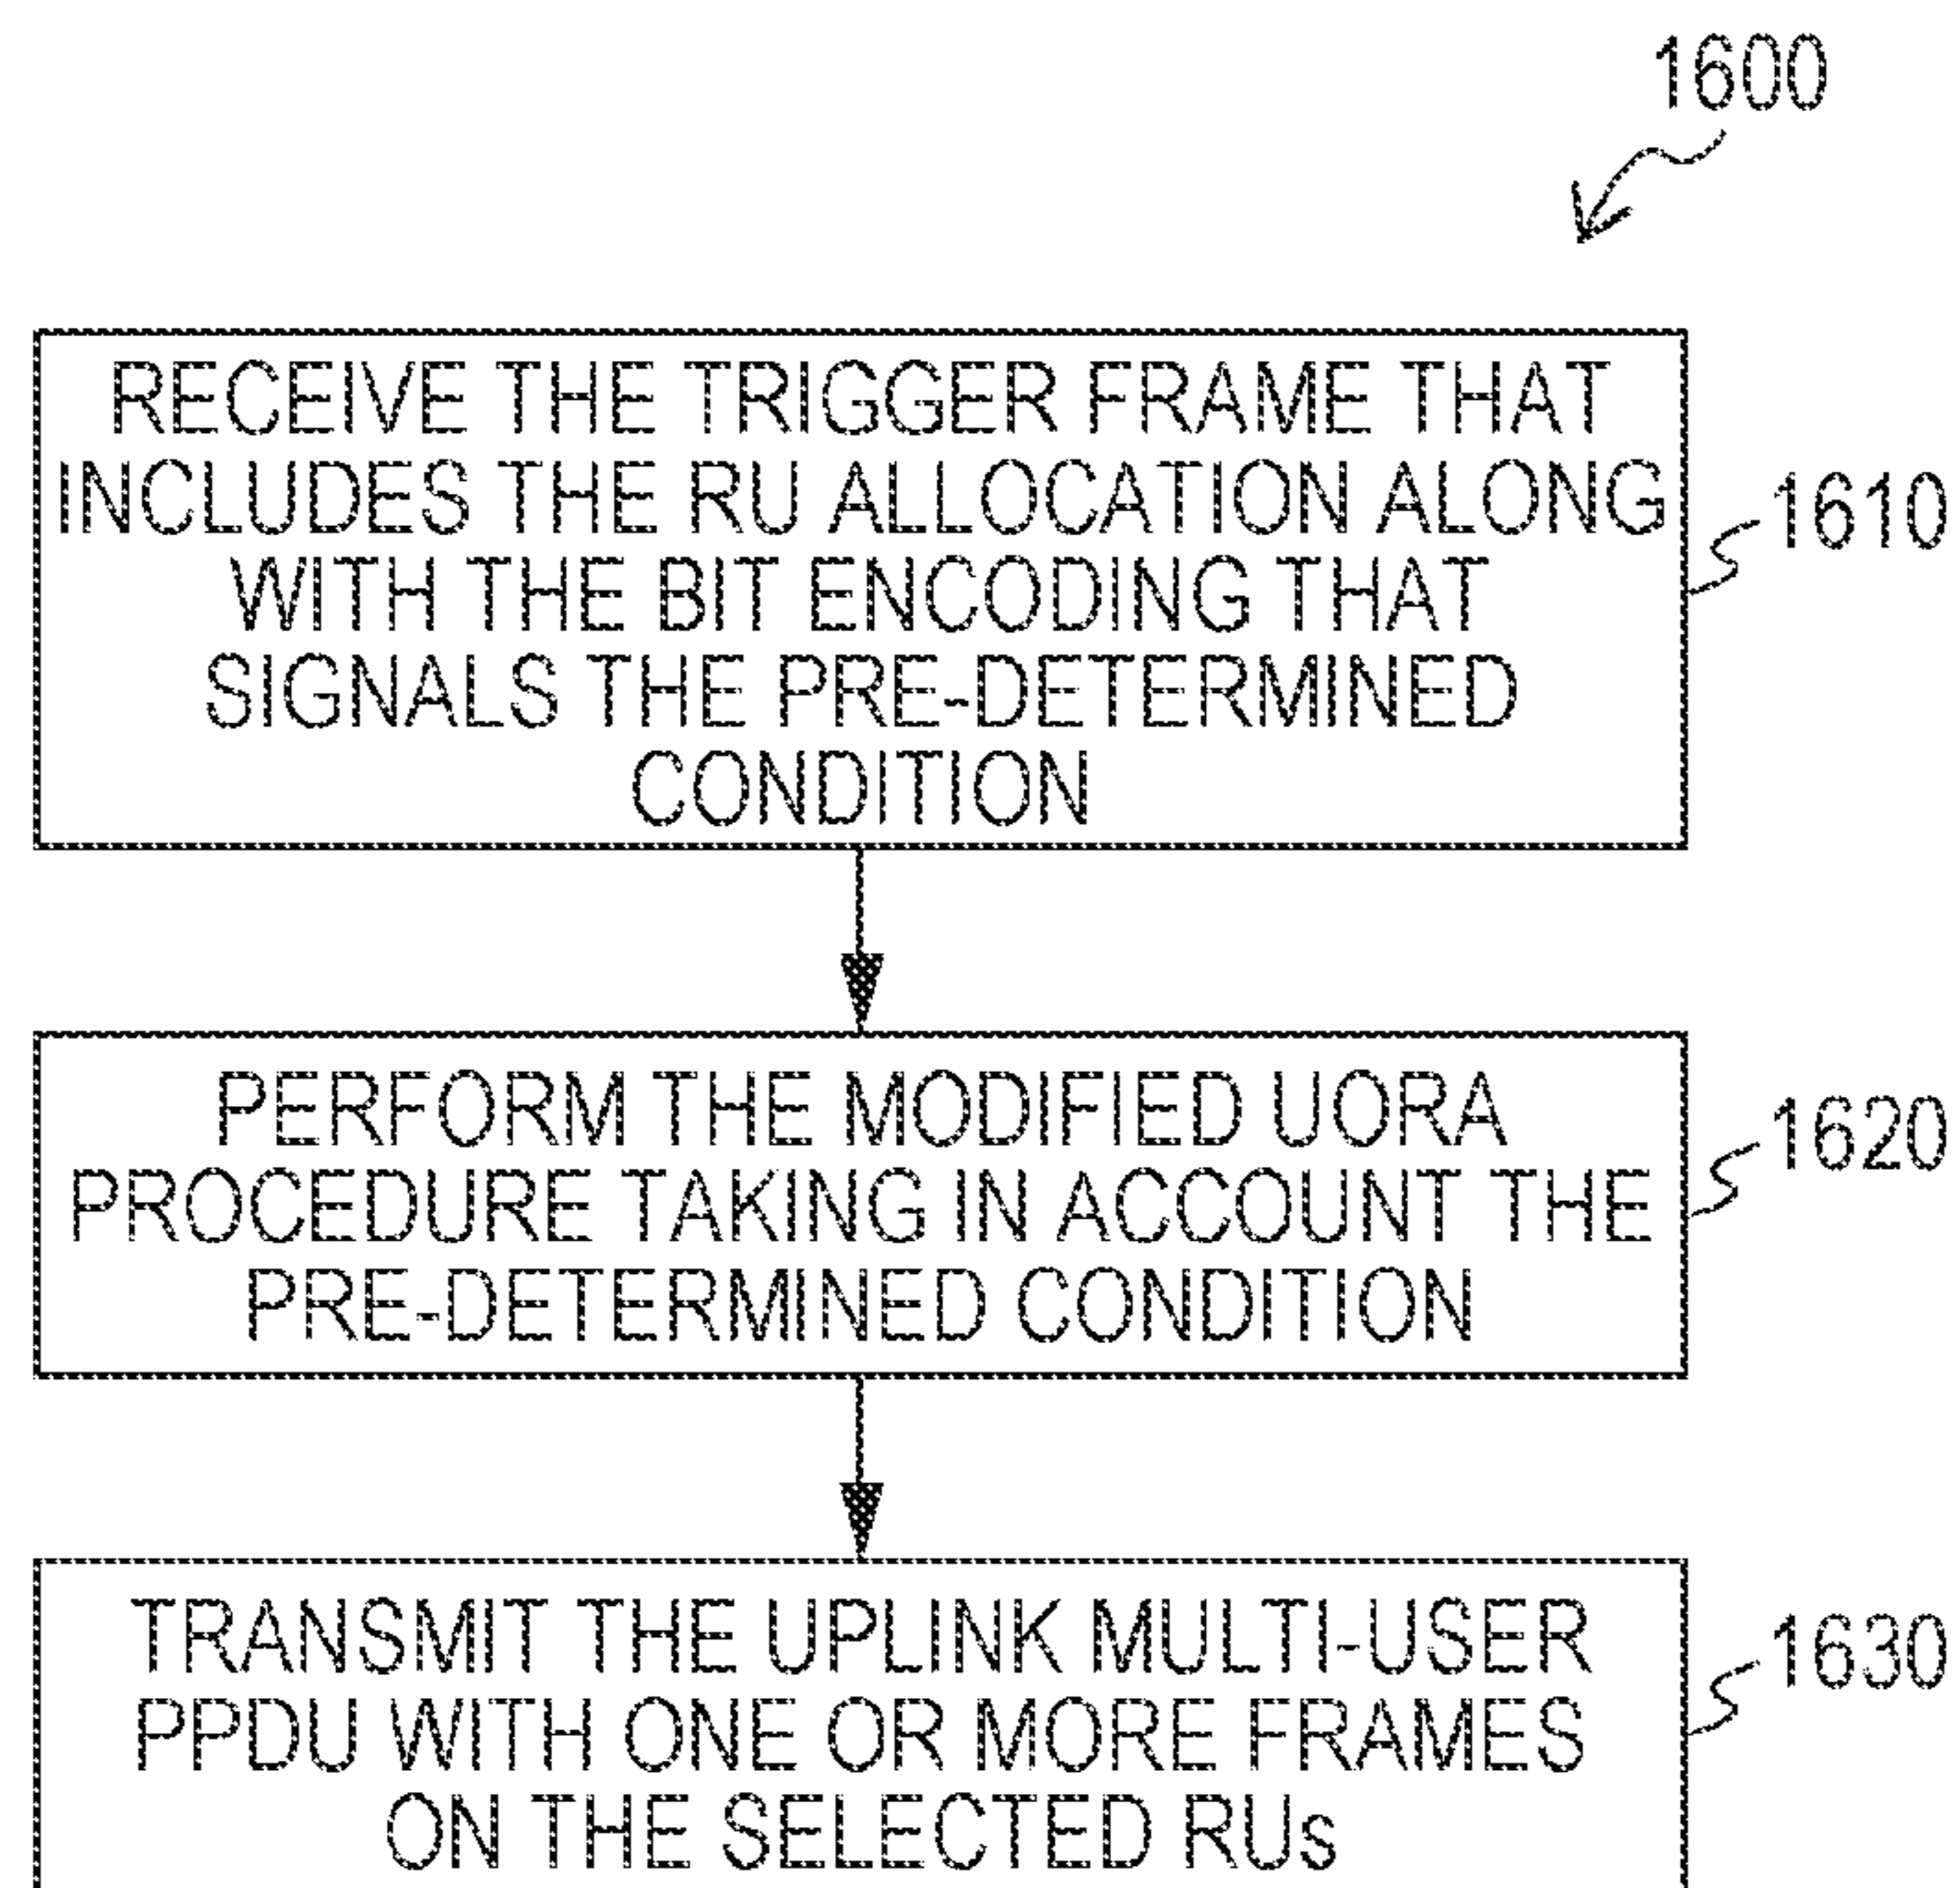 1600
RECEIVE THE TRIGGER FRAME THAT
INCLUDES THE RU ALLOCATION ALONG
WITH THE BIT ENCODING THAT
SIGNALS THE PRE-DETERMINED
CONDITION
1610
PERFORM THE MODIFIED UORA
PROCEDURE TAKING IN ACCOUNT THE
PRE-DETERMINED CONDITION
1620
TRANSMIT THE UPLINK MULTI-USER
PPDU WITH ONE OR MORE FRAMES
ON THE SELECTED RUs
1630